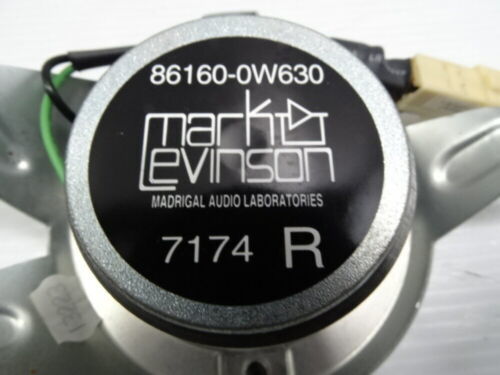 86160-0W630
mark
Levinson
MADRIGAL AUDIO LABORATORIES
7174 R